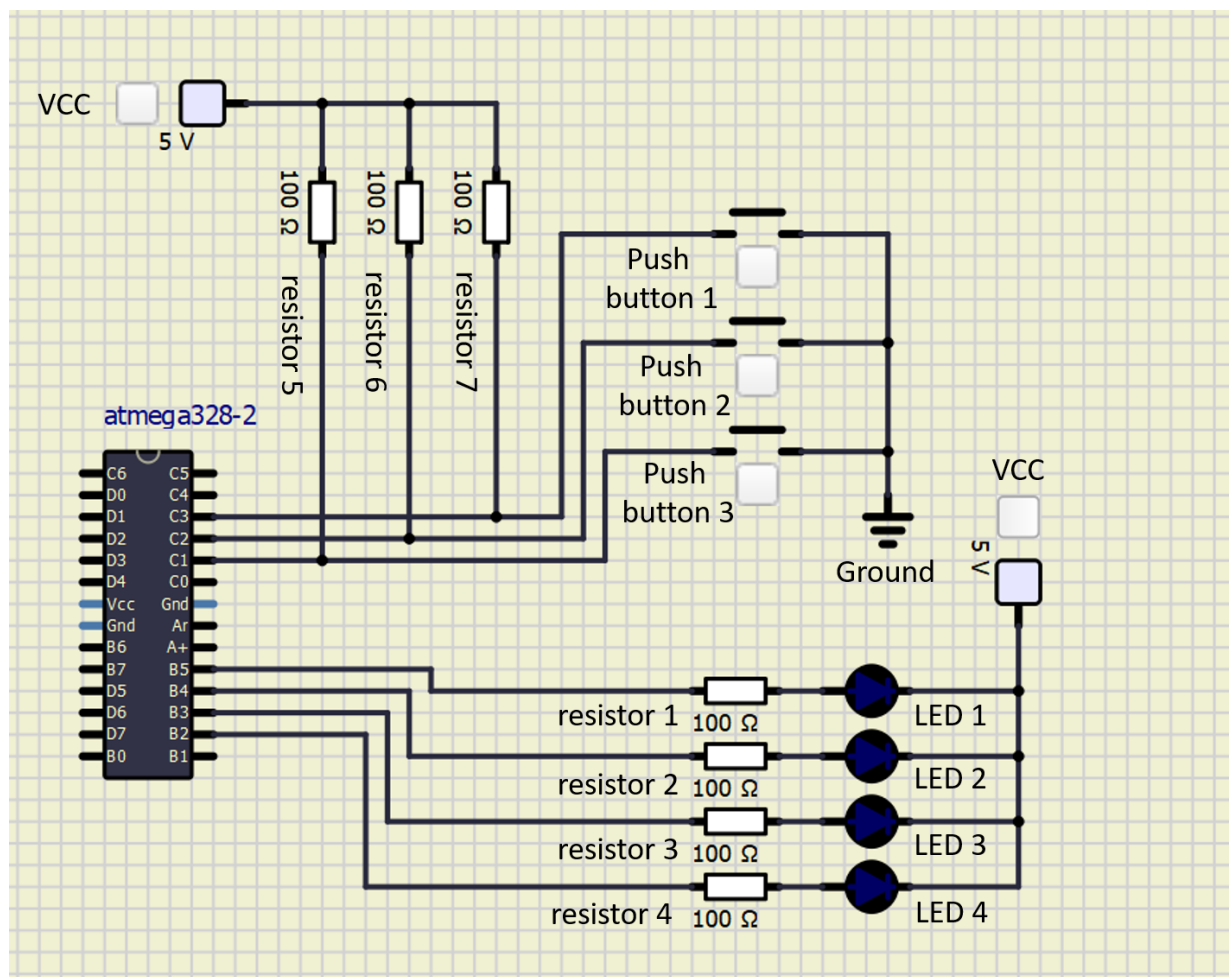 VCC
5 V
100 Ω
100 Ω
100 Ω
resistor 5
resistor 6
resistor 7
Push
button 1
Push
button 2
Push
button 3
Ground
VCC
5 V
atmega328-2
C6 C5
D0 C4
D1 C3
D2 C2
D3 C1
D4 C0
Vcc Gnd
Gnd Ar
B6 A+
B7 B5
D5 B4
D6 B3
D7 B2
B0 B1
resistor 1 100 Ω LED 1
resistor 2 100 Ω LED 2
resistor 3 100 Ω LED 3
resistor 4 100 Ω LED 4